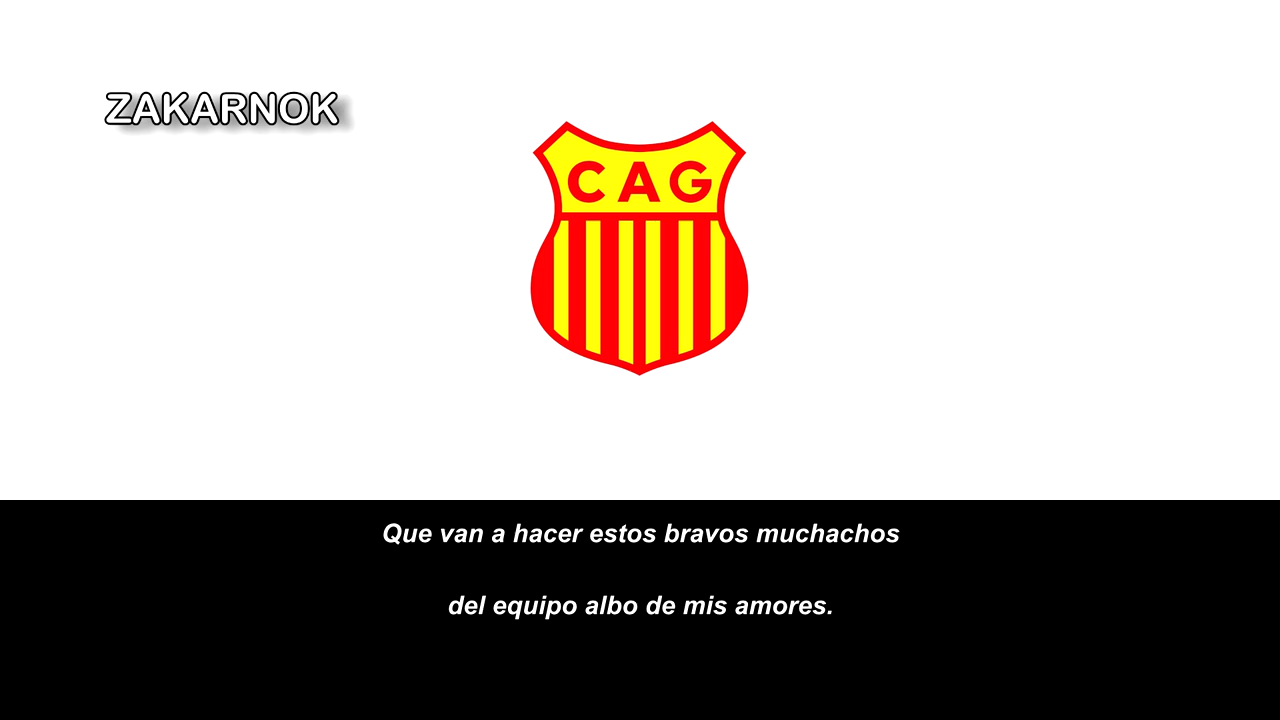 ZAKARNOK
CAG
Que van a hacer estos bravos muchachos
del equipo albo de mis amores.